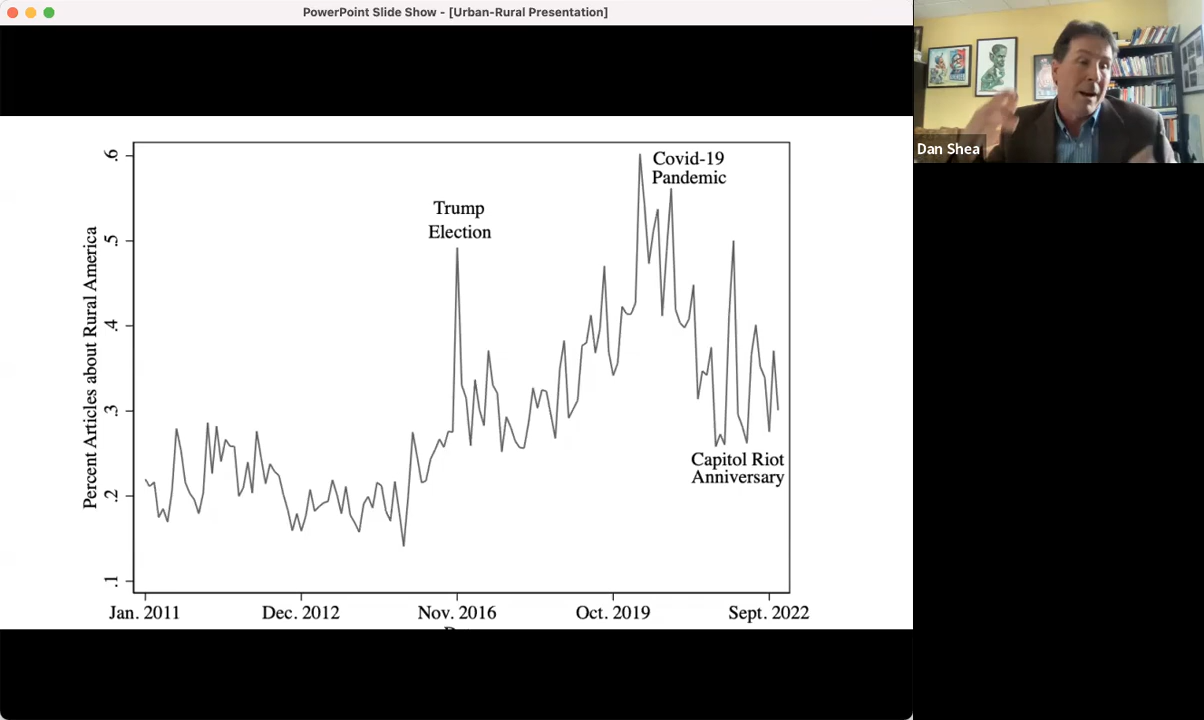 PowerPoint Slide Show - [Urban-Rural Presentation]
Dan Shea
Percent Articles about Rural America
.6
.5
.4
.3
.2
.1
Trump
Election
Covid-19
Pandemic
Capitol Riot
Anniversary
Jan. 2011
Dec. 2012
Nov. 2016
Oct. 2019
Sept. 2022